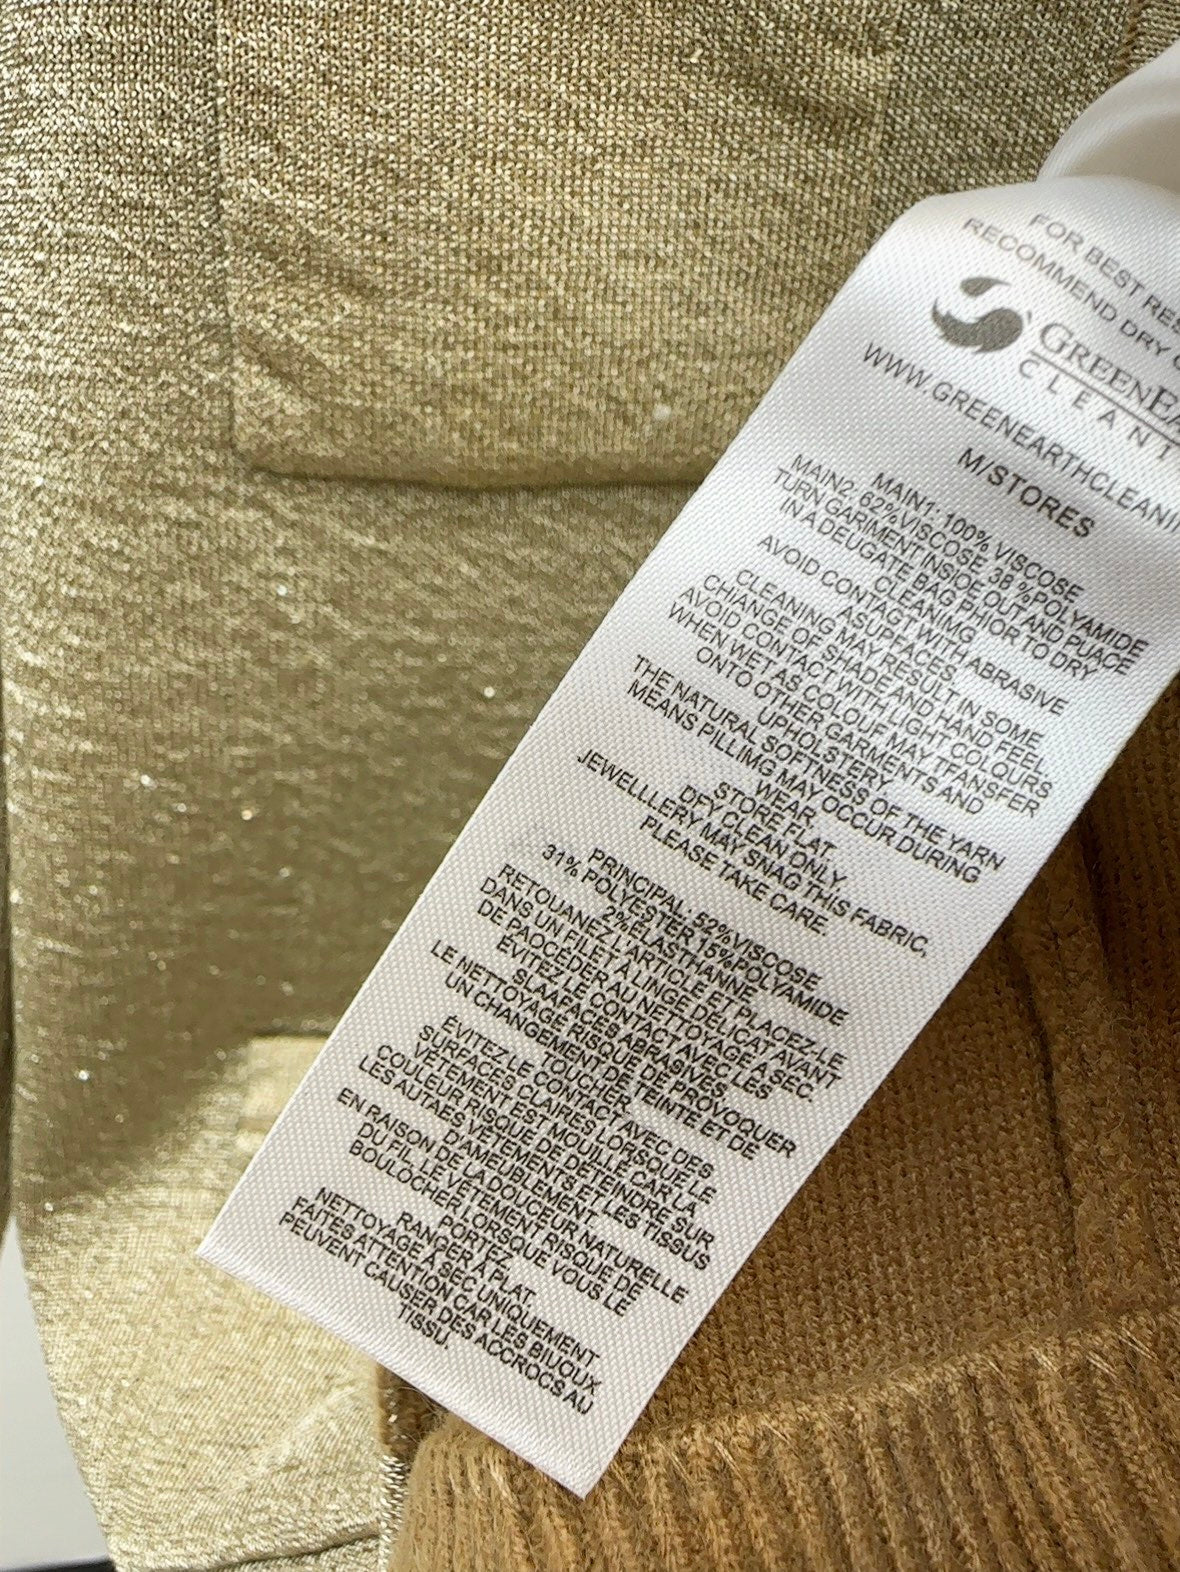 FOR BEST
RECOMMEND DRY
GREENEA
CLEAN
WWW.GREENEARTHCLEANI
M/STORES
MAIN1: 100% VISCOSE
MAIN2: 62%VISCOSE 38 %POLYAMIDE
TURN GARIMENT INSIDE OUT AND PUACE
IN A DEUGATE BAG PHIOR TO DRY
CLEANIMG
AVOID CONTAGT WITH ABRASIVE
ASUPFACES.
CLEANING MAY RESULT IN SOME
CHIANGE OF SHADE AND HAND FEEL,
AVOID CONTACT WITH LIGHT COLOURS
WHEN WET AS COLOUF MAY TFANSFER
ONTO OTHER GARMENTS AND
UPHOLSTERY
THE NATURAL SOFTNESS OF THE YARN
MEANS PILLIMG MAY OCCUR DURING
WEAR
STORE FLAT.
DFY CLEAN ONLY.
JEWELLLERY MAY SNAG THIS FABRIC,
PLEASE TAKE CARE.
PRINCIPAL: 52%VISCOSE
31% POLYESTER 15%POLYAMIDE
2%ELASTHANNE
RETOUANEZ L'ARTICLE ET PLACEZ-LE
DANS UN FILET À LINGE DÉLICAT AVANT
DE PAOCÉDER AU NETTOYAGE À SEC.
ÉVITEZ LE CONTACT AVEC LES
SLAAPACES ABRASIVES,
LE NETTOYAGE RISQUE DE PROVOQUER
UN CHANGEMENT DE TEINTE ET DE
TOUCHER.
ÉVITEZ LE CONTACT AVEC DES
SURFACES CLAIRES LORSQUE LE
VÊTEMENT EST MOUILLÉ CAR LA
COULEUR RISQUE DE DÉTEINDRE SUR
LES AUTAES VÊTEMENTS ET LES TISSUS
D'AMEUBLEMENT.
EN RAISON DE LA DOUCEUR NATURELLE
DU FIL, LE VÊTEMENT RISQUE DE
BOULOCHER LORSQUE VOUS LE
PORTEZ.
RANGER À PLAT.
NETTOYAGE À SEC UNIQUEMENT
FAITES ATTENTION CAR LES BIJOUX
PEUVENT CAUSER DES ACCROCS AU
TISSU.